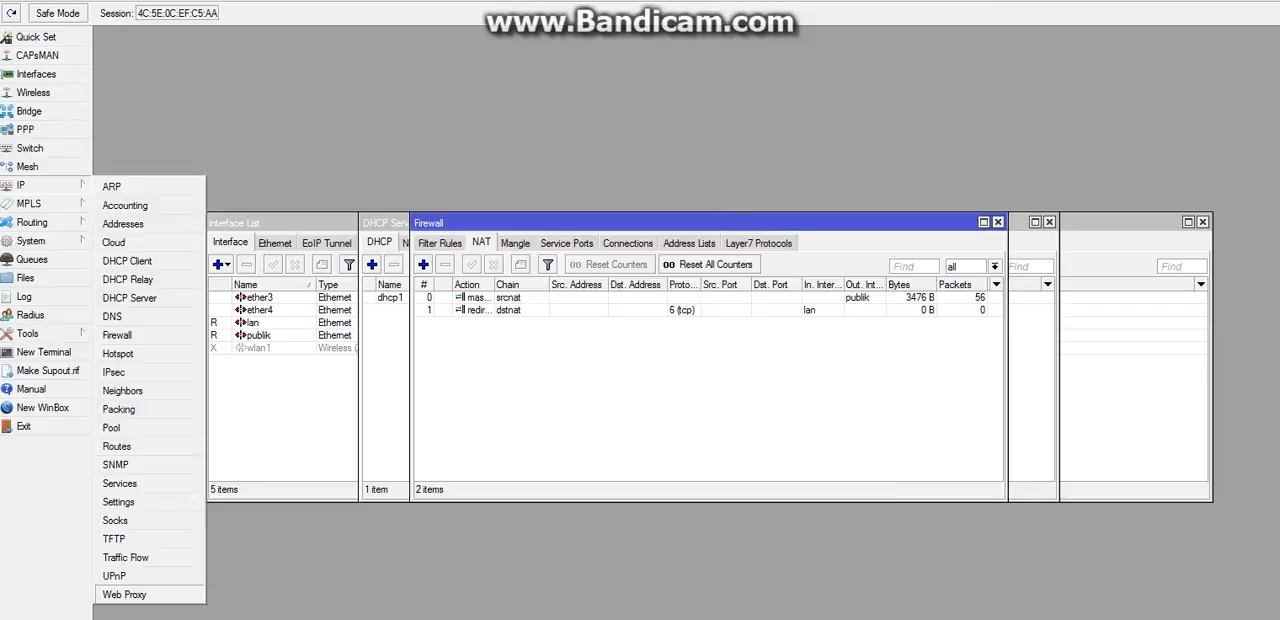 Safe Mode Session: 4C:5E:0C:EF:C5:AA
www.Bandicam.com
Quick Set
CAPsMAN
Interfaces
Wireless
Bridge
PPP
Switch
Mesh
IP
MPLS
Routing
System
Queues
Files
Log
Radius
Tools
New Terminal
Make Supout.rif
Manual
New WinBox
Exit
ARP
Accounting
Addresses
Cloud
DHCP Client
DHCP Relay
DHCP Server
DNS
Firewall
Hotspot
IPsec
Neighbors
Packing
Pool
Routes
SNMP
Services
Settings
Socks
TFTP
Traffic Flow
UPnP
Web Proxy
Interface List
Interface Ethernet EoIP Tunnel
Name / Type
ether3 Ethernet
ether4 Ethernet
R lan Ethernet
R publik Ethernet
X wlan1 Wireless (
5 items
DHCP Serv
DHCP N
Name
dhcp1
1 item
Firewall
Filter Rules NAT Mangle Service Ports Connections Address Lists Layer7 Protocols
00 Reset Counters 00 Reset All Counters Find all
# Action Chain Src. Address Dst. Address Proto... Src. Port Dst. Port In. Inter... Out. Int... Bytes Packets
0 mas... srcnat publik 3476 B 56
1 redir... dstnat 6 (tcp) lan 0 B 0
2 items
Find
Find